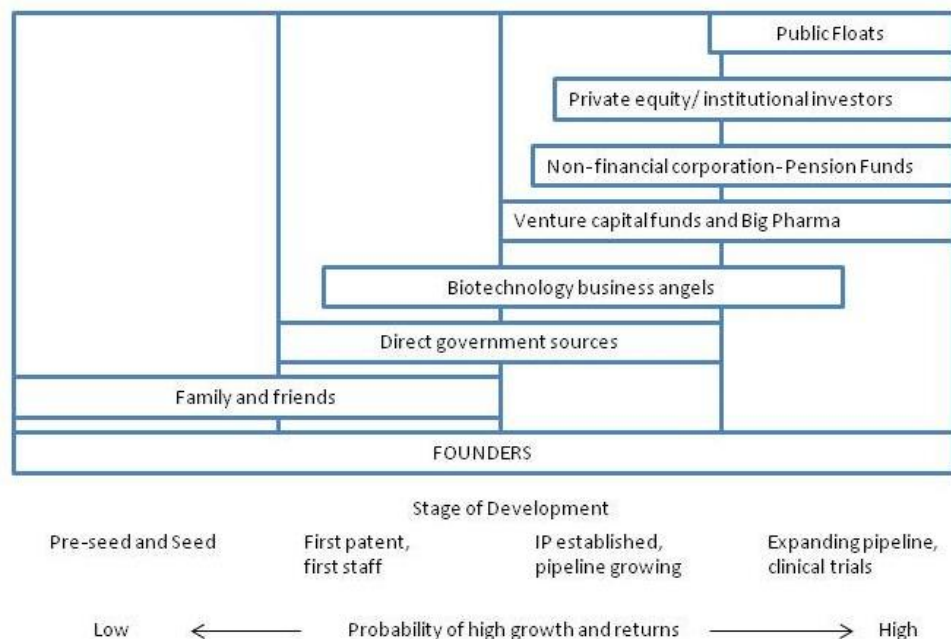 Public Floats
Private equity/ institutional investors
Non-financial corporation-Pension Funds
Venture capital funds and Big Pharma
Biotechnology business angels
Direct government sources
Family and friends
FOUNDERS
Stage of Development
Pre-seed and Seed
First patent,
first staff
IP established,
pipeline growing
Expanding pipeline,
clinical trials
Low
Probability of high growth and returns
High